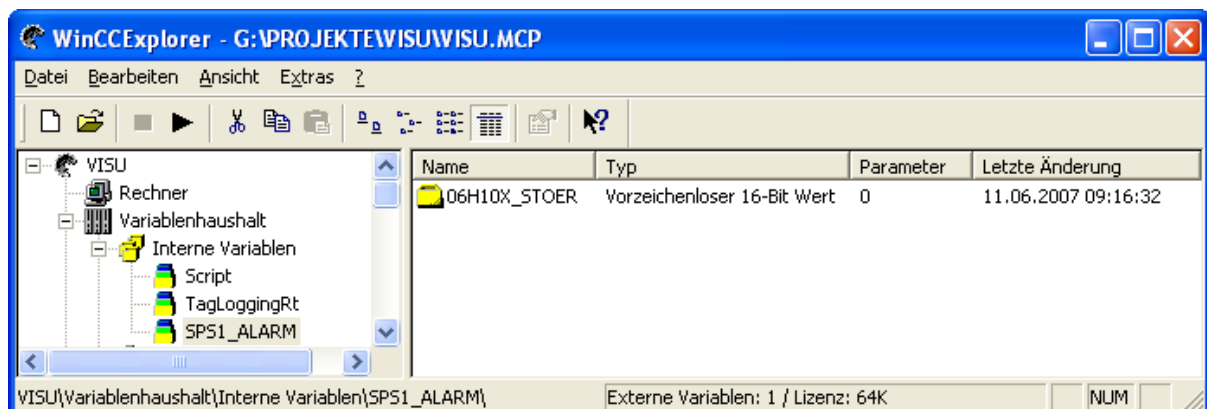 WinCCExplorer - G:\PROJEKTE\VISU\VISU.MCP
Datei Bearbeiten Ansicht Extras ?
Name Typ Parameter Letzte Änderung
06H10X_STOER Vorzeichenloser 16-Bit Wert 0 11.06.2007 09:16:32
VISU
Rechner
Variablenhaushalt
Interne Variablen
Script
TagLoggingRt
SPS1_ALARM
VISU\Variablenhaushalt\Interne Variablen\SPS1_ALARM\ Externe Variablen: 1 / Lizenz: 64K NUM